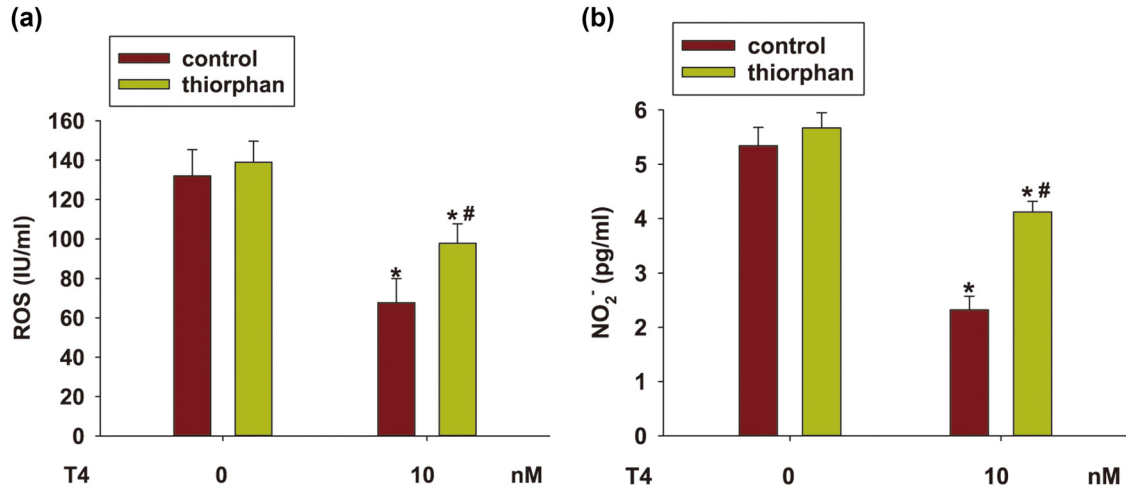 (a)
control
thiorphan
ROS (IU/ml)
160
140
120
100
80
60
40
20
0
*
* #
T4 0 10 nM
(b)
control
thiorphan
NO₂⁻ (pg/ml)
6
5
4
3
2
1
0
*
* #
T4 0 10 nM